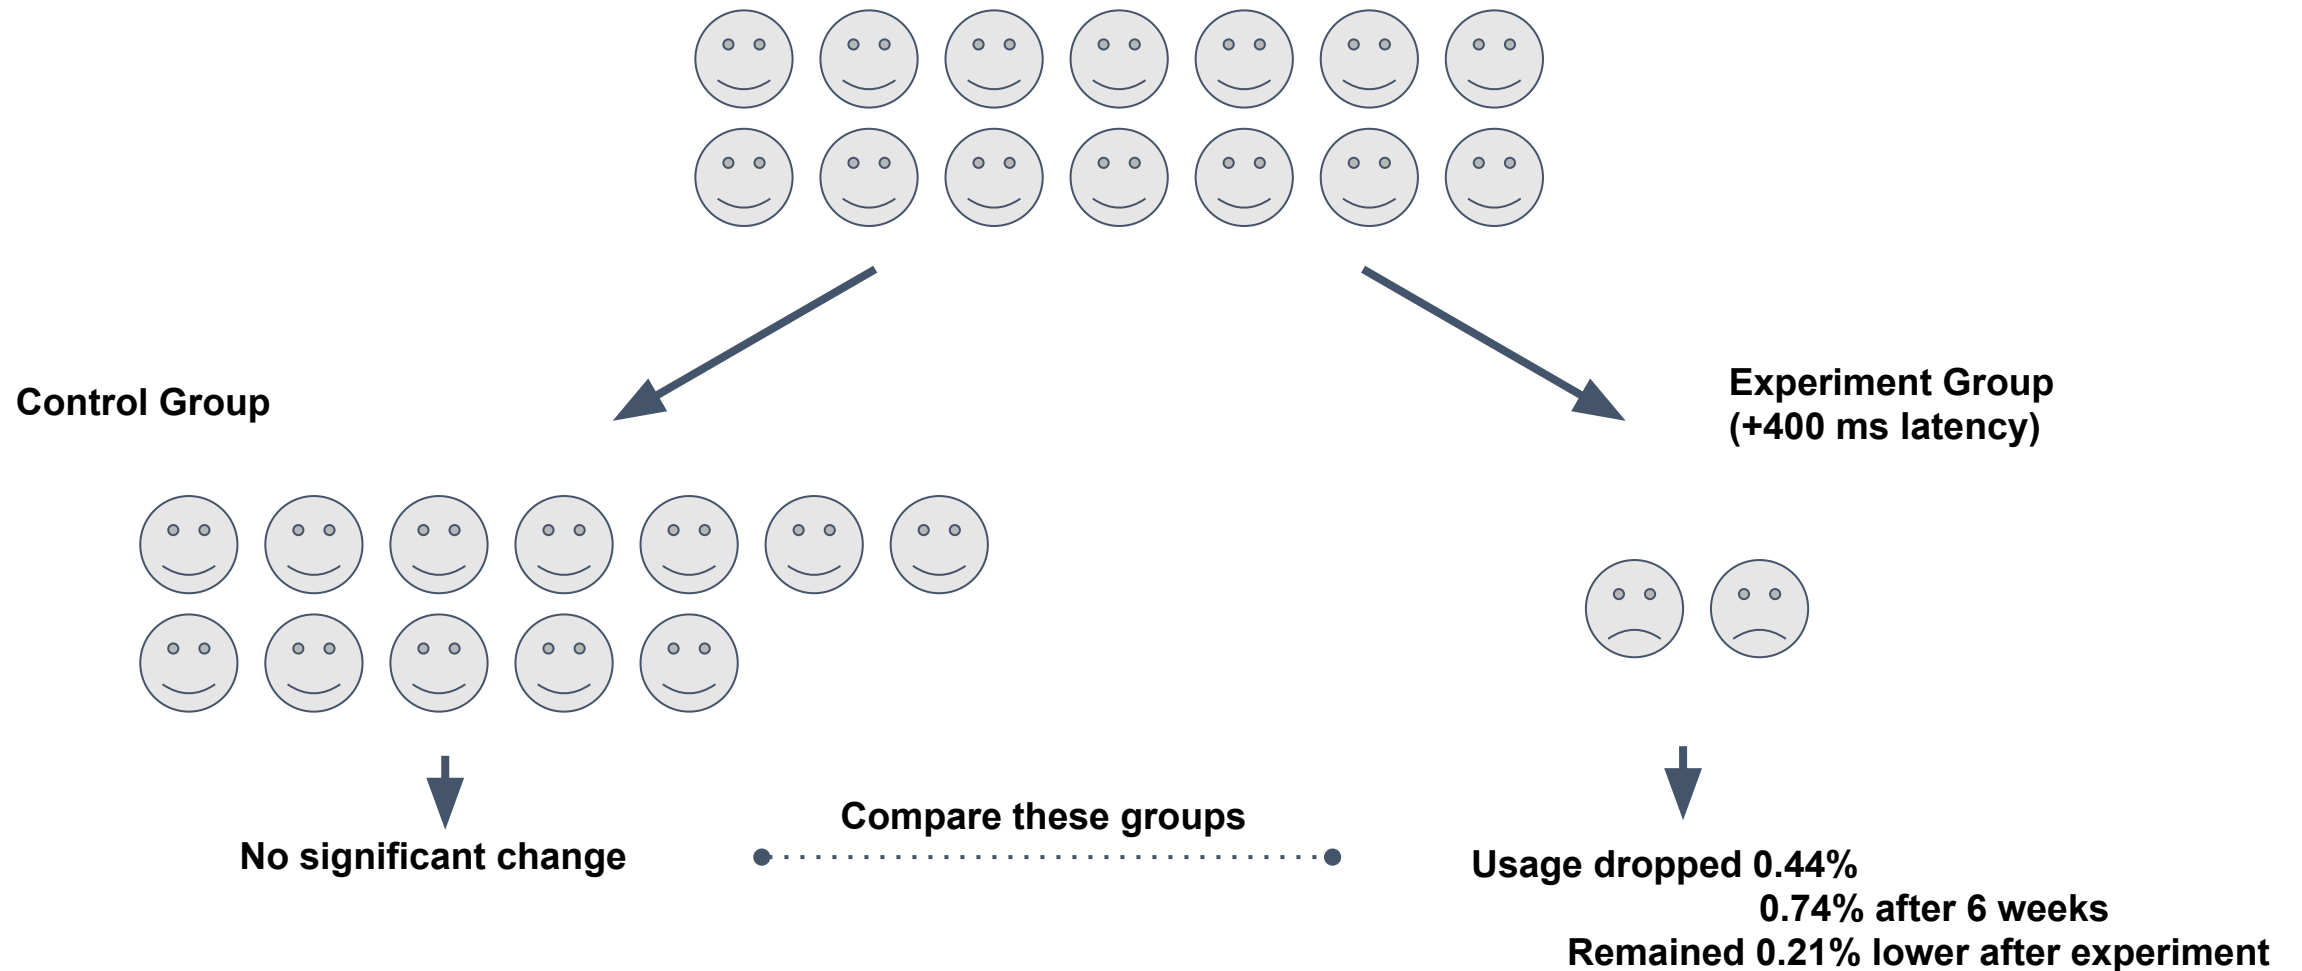 Control Group
Experiment Group
(+400 ms latency)
Compare these groups
No significant change
Usage dropped 0.44%
0.74% after 6 weeks
Remained 0.21% lower after experiment